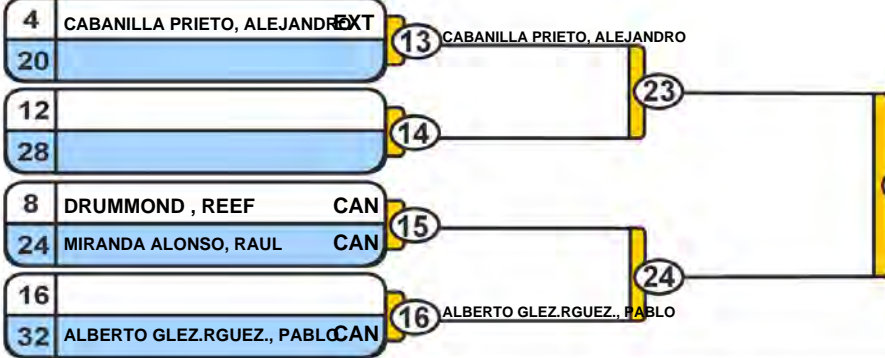 4 CABANILLA PRIETO, ALEJANDRO EXT
13 CABANILLA PRIETO, ALEJANDRO
20
23
12
14
28
8 DRUMMOND , REEF CAN
15
24 MIRANDA ALONSO, RAUL CAN
24
16
16 ALBERTO GLEZ.RGUEZ., PABLO
32 ALBERTO GLEZ.RGUEZ., PABLO CAN